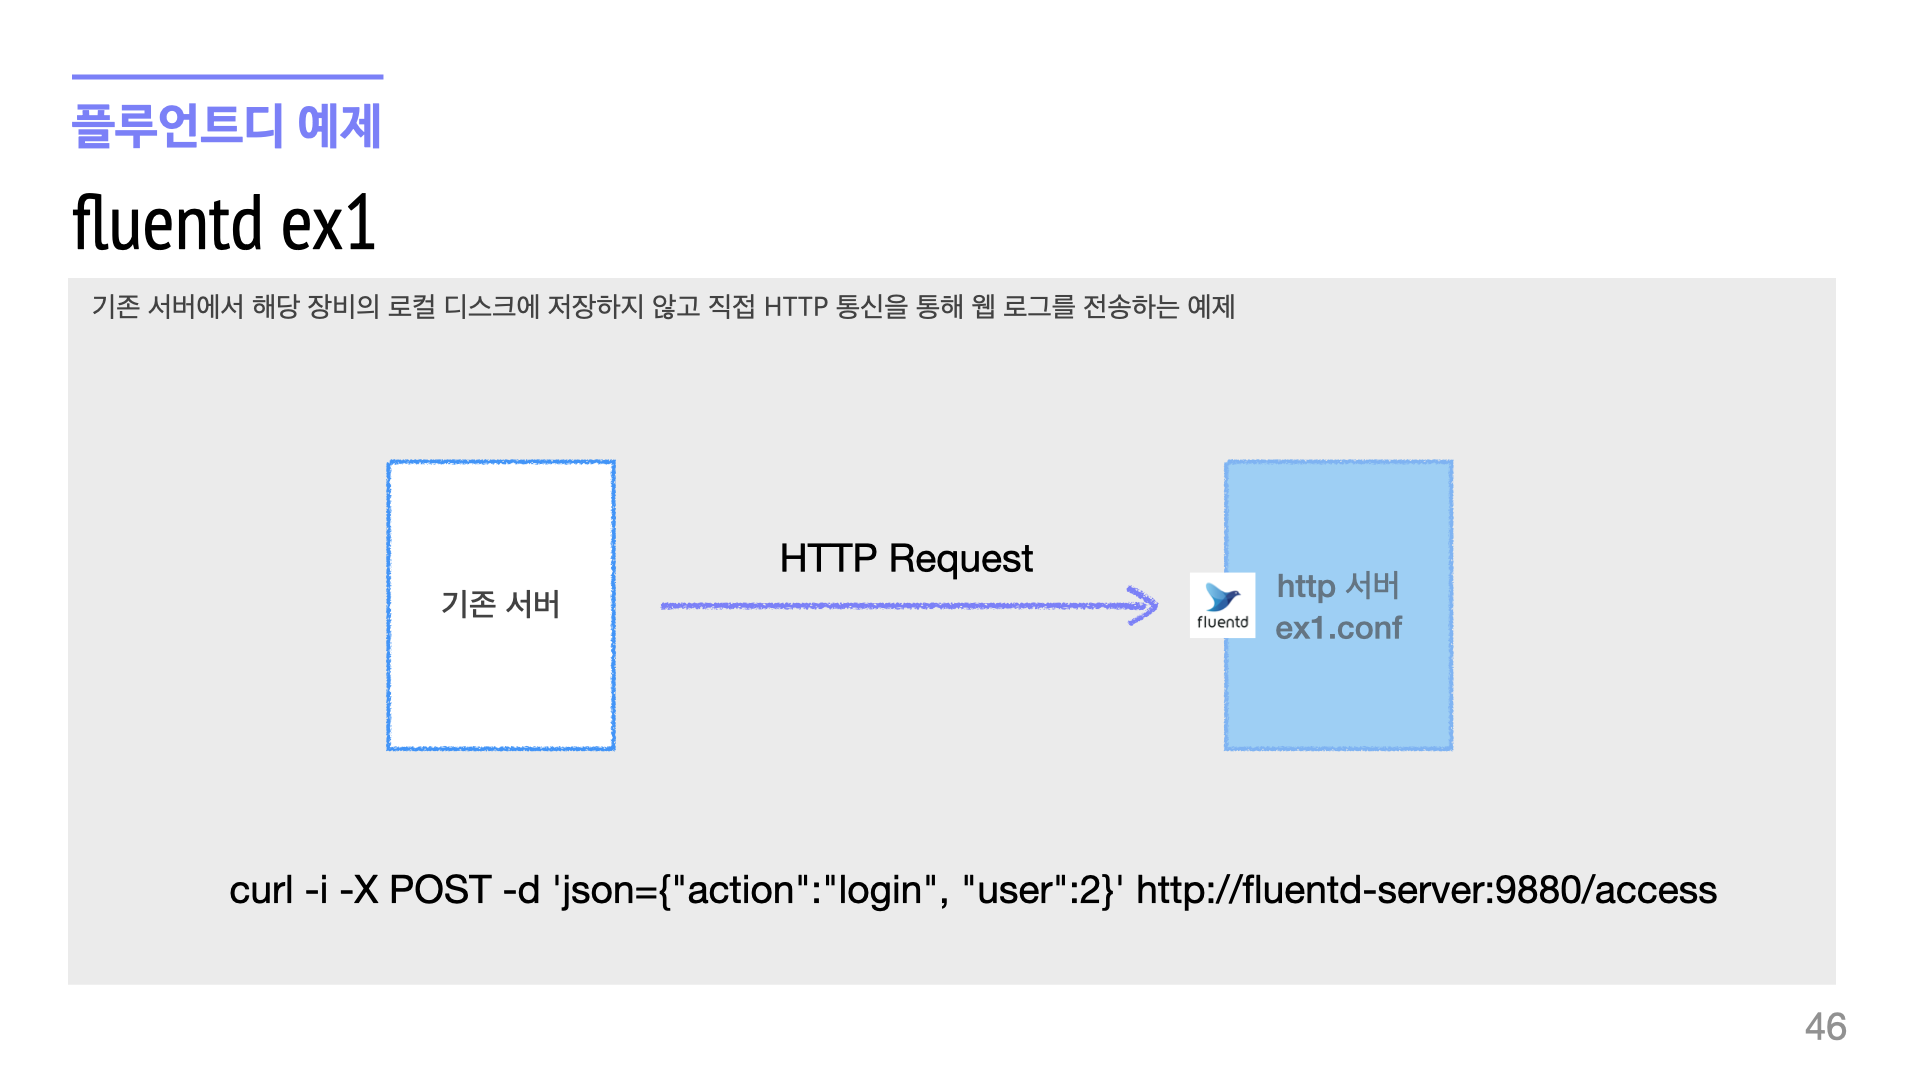 플루언트디 예제
fluentd ex1
기존 서버에서 해당 장비의 로컬 디스크에 저장하지 않고 직접 HTTP 통신을 통해 웹 로그를 전송하는 예제
기존 서버
HTTP Request
fluentd
http 서버
ex1.conf
curl -i -X POST -d 'json={"action":"login", "user":2}' http://fluentd-server:9880/access
46